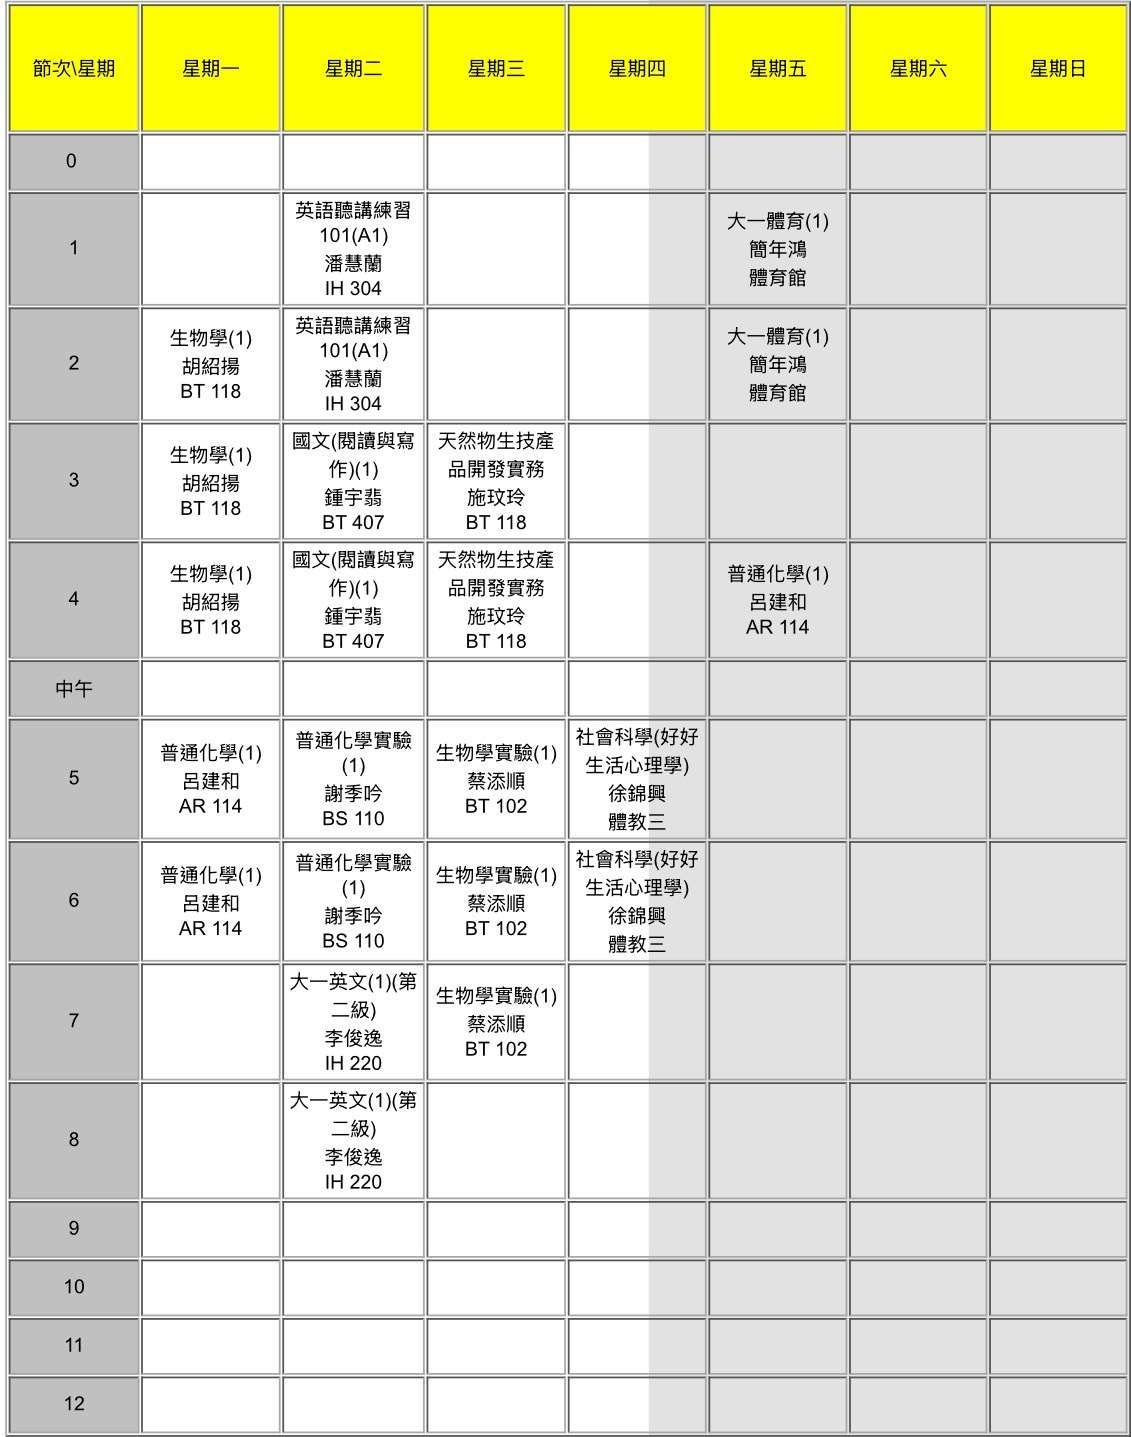 節次\星期
星期一
星期二
星期三
星期四
星期五
星期六
星期日
0
1
英語聽講練習
101(A1)
潘慧蘭
IH 304
大一體育(1)
簡年鴻
體育館
2
生物學(1)
胡紹揚
BT 118
英語聽講練習
101(A1)
潘慧蘭
IH 304
大一體育(1)
簡年鴻
體育館
3
生物學(1)
胡紹揚
BT 118
國文(閱讀與寫
作)(1)
鍾宇翡
BT 407
天然物生技產
品開發實務
施玟玲
BT 118
4
生物學(1)
胡紹揚
BT 118
國文(閱讀與寫
作)(1)
鍾宇翡
BT 407
天然物生技產
品開發實務
施玟玲
BT 118
普通化學(1)
呂建和
AR 114
中午
5
普通化學(1)
呂建和
AR 114
普通化學實驗
(1)
謝季吟
BS 110
生物學實驗(1)
蔡添順
BT 102
社會科學(好好
生活心理學)
徐錦興
體教三
6
普通化學(1)
呂建和
AR 114
普通化學實驗
(1)
謝季吟
BS 110
生物學實驗(1)
蔡添順
BT 102
社會科學(好好
生活心理學)
徐錦興
體教三
7
大一英文(1)(第
二級)
李俊逸
IH 220
生物學實驗(1)
蔡添順
BT 102
8
大一英文(1)(第
二級)
李俊逸
IH 220
9
10
11
12